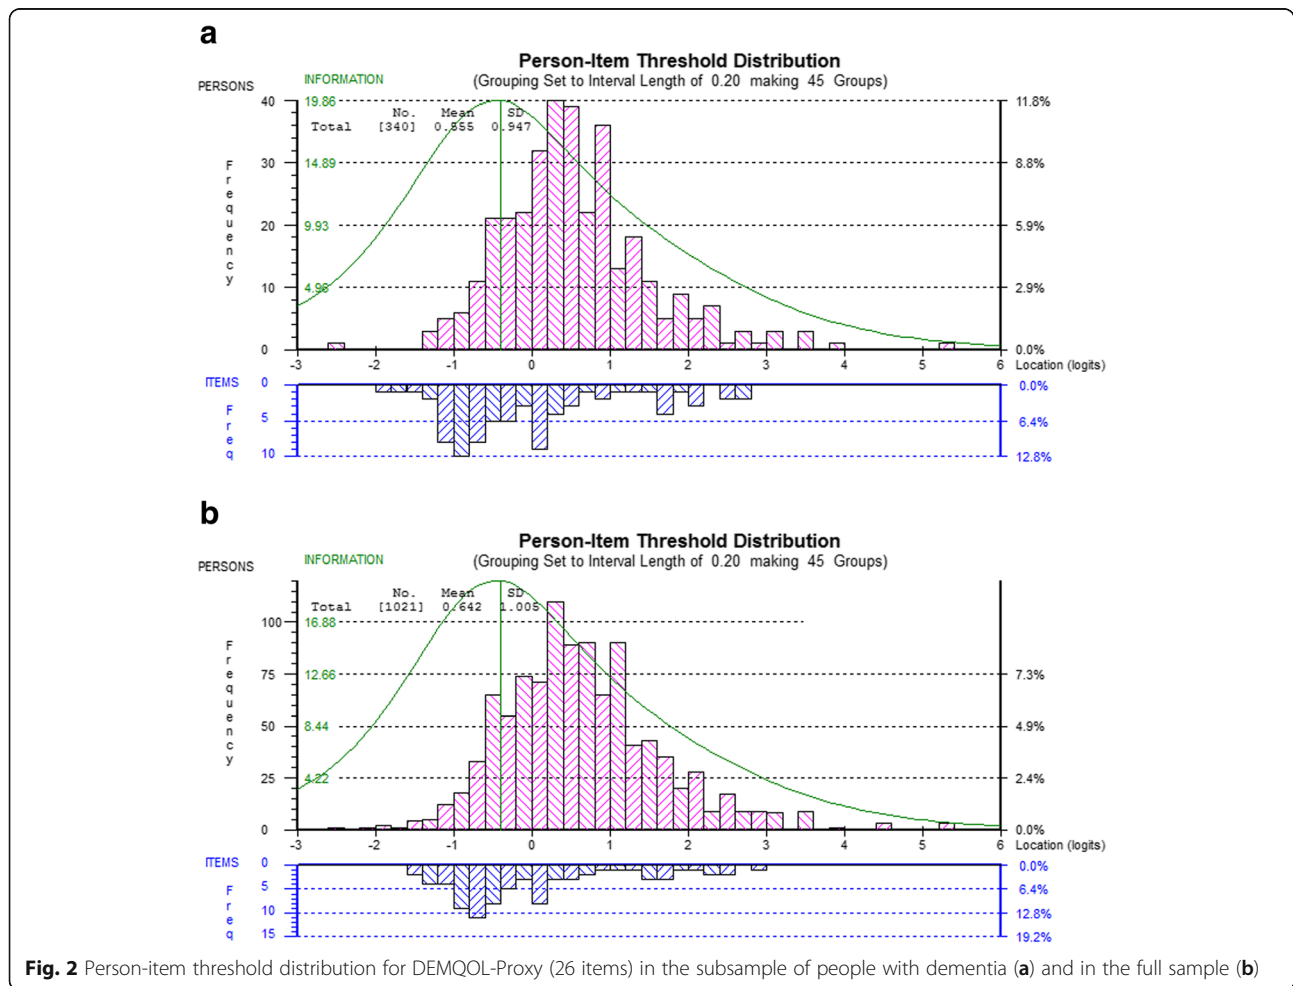 a
Person-Item Threshold Distribution
(Grouping Set to Interval Length of 0.20 making 45 Groups)
PERSONS
INFORMATION
No. Mean SD
Total [340] 0.555 0.947
Frequency
40 30 20 10 0
19.86 14.89 9.93 4.96
11.8% 8.8% 5.9% 2.9% 0.0%
-3 -2 -1 0 1 2 3 4 5 6 Location (logits)
ITEMS
Freq
0 5 10
0.0% 6.4% 12.8%
b
Person-Item Threshold Distribution
(Grouping Set to Interval Length of 0.20 making 45 Groups)
PERSONS
INFORMATION
No. Mean SD
Total [1021] 0.642 1.005
Frequency
100 75 50 25 0
16.88 12.66 8.44 4.22
7.3% 4.9% 2.4% 0.0%
-3 -2 -1 0 1 2 3 4 5 6 Location (logits)
ITEMS
Freq
0 5 10 15
0.0% 6.4% 12.8% 19.2%
Fig. 2 Person-item threshold distribution for DEMQOL-Proxy (26 items) in the subsample of people with dementia (a) and in the full sample (b)